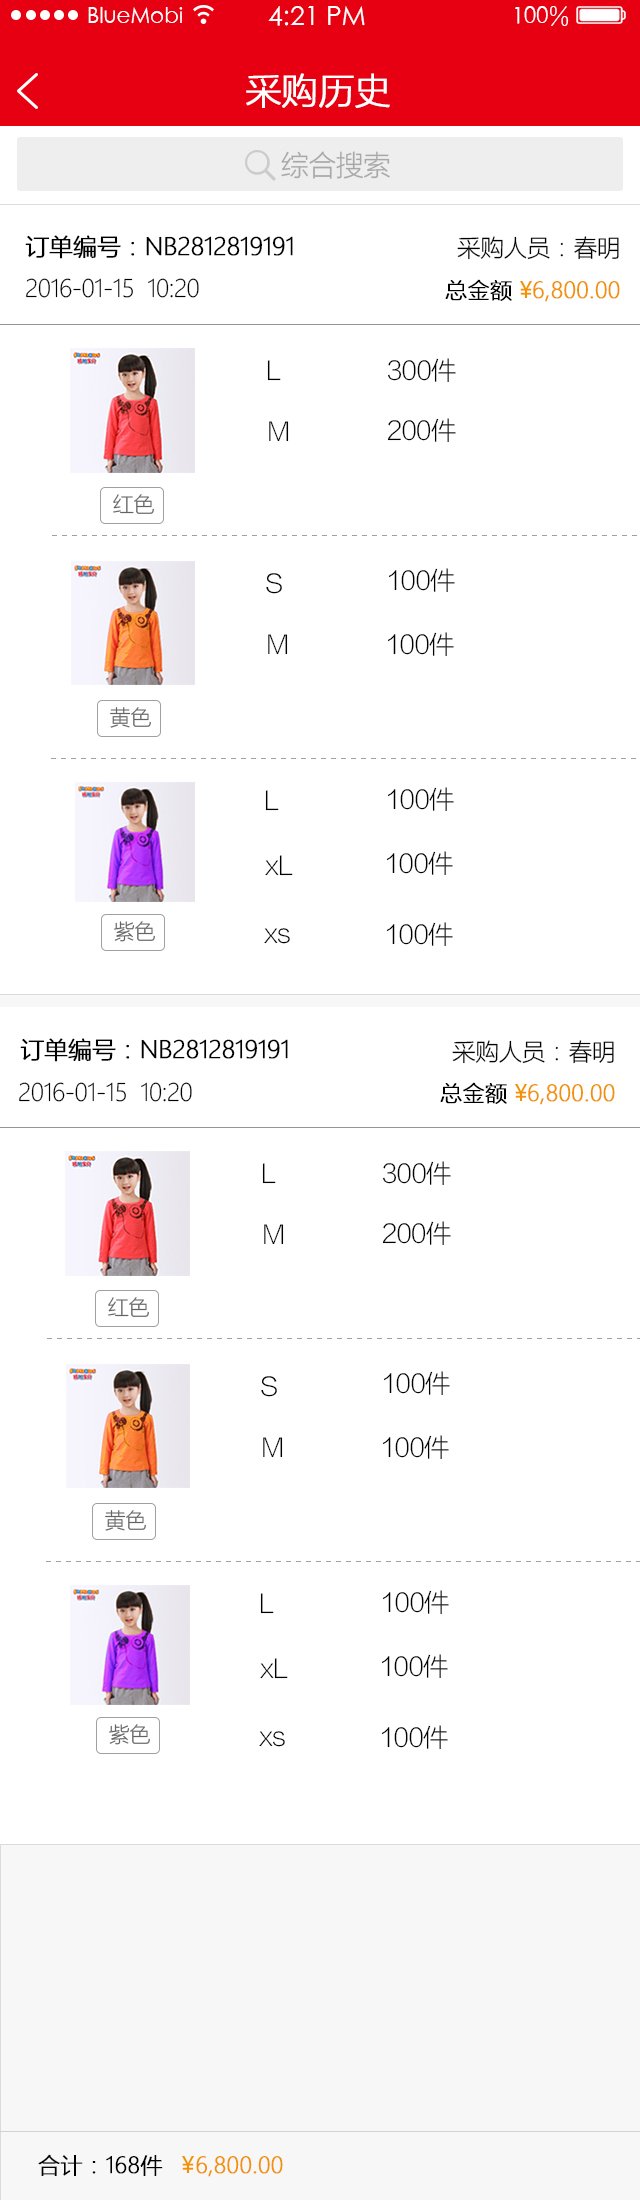 BlueMobi 4:21 PM 100%
采购历史
综合搜索
订单编号：NB2812819191 采购人员：春明
2016-01-15 10:20 总金额 ¥6,800.00
L 300件
M 200件
红色
S 100件
M 100件
黄色
L 100件
xL 100件
xs 100件
紫色
订单编号：NB2812819191 采购人员：春明
2016-01-15 10:20 总金额 ¥6,800.00
L 300件
M 200件
红色
S 100件
M 100件
黄色
L 100件
xL 100件
xs 100件
紫色
合计：168件 ¥6,800.00